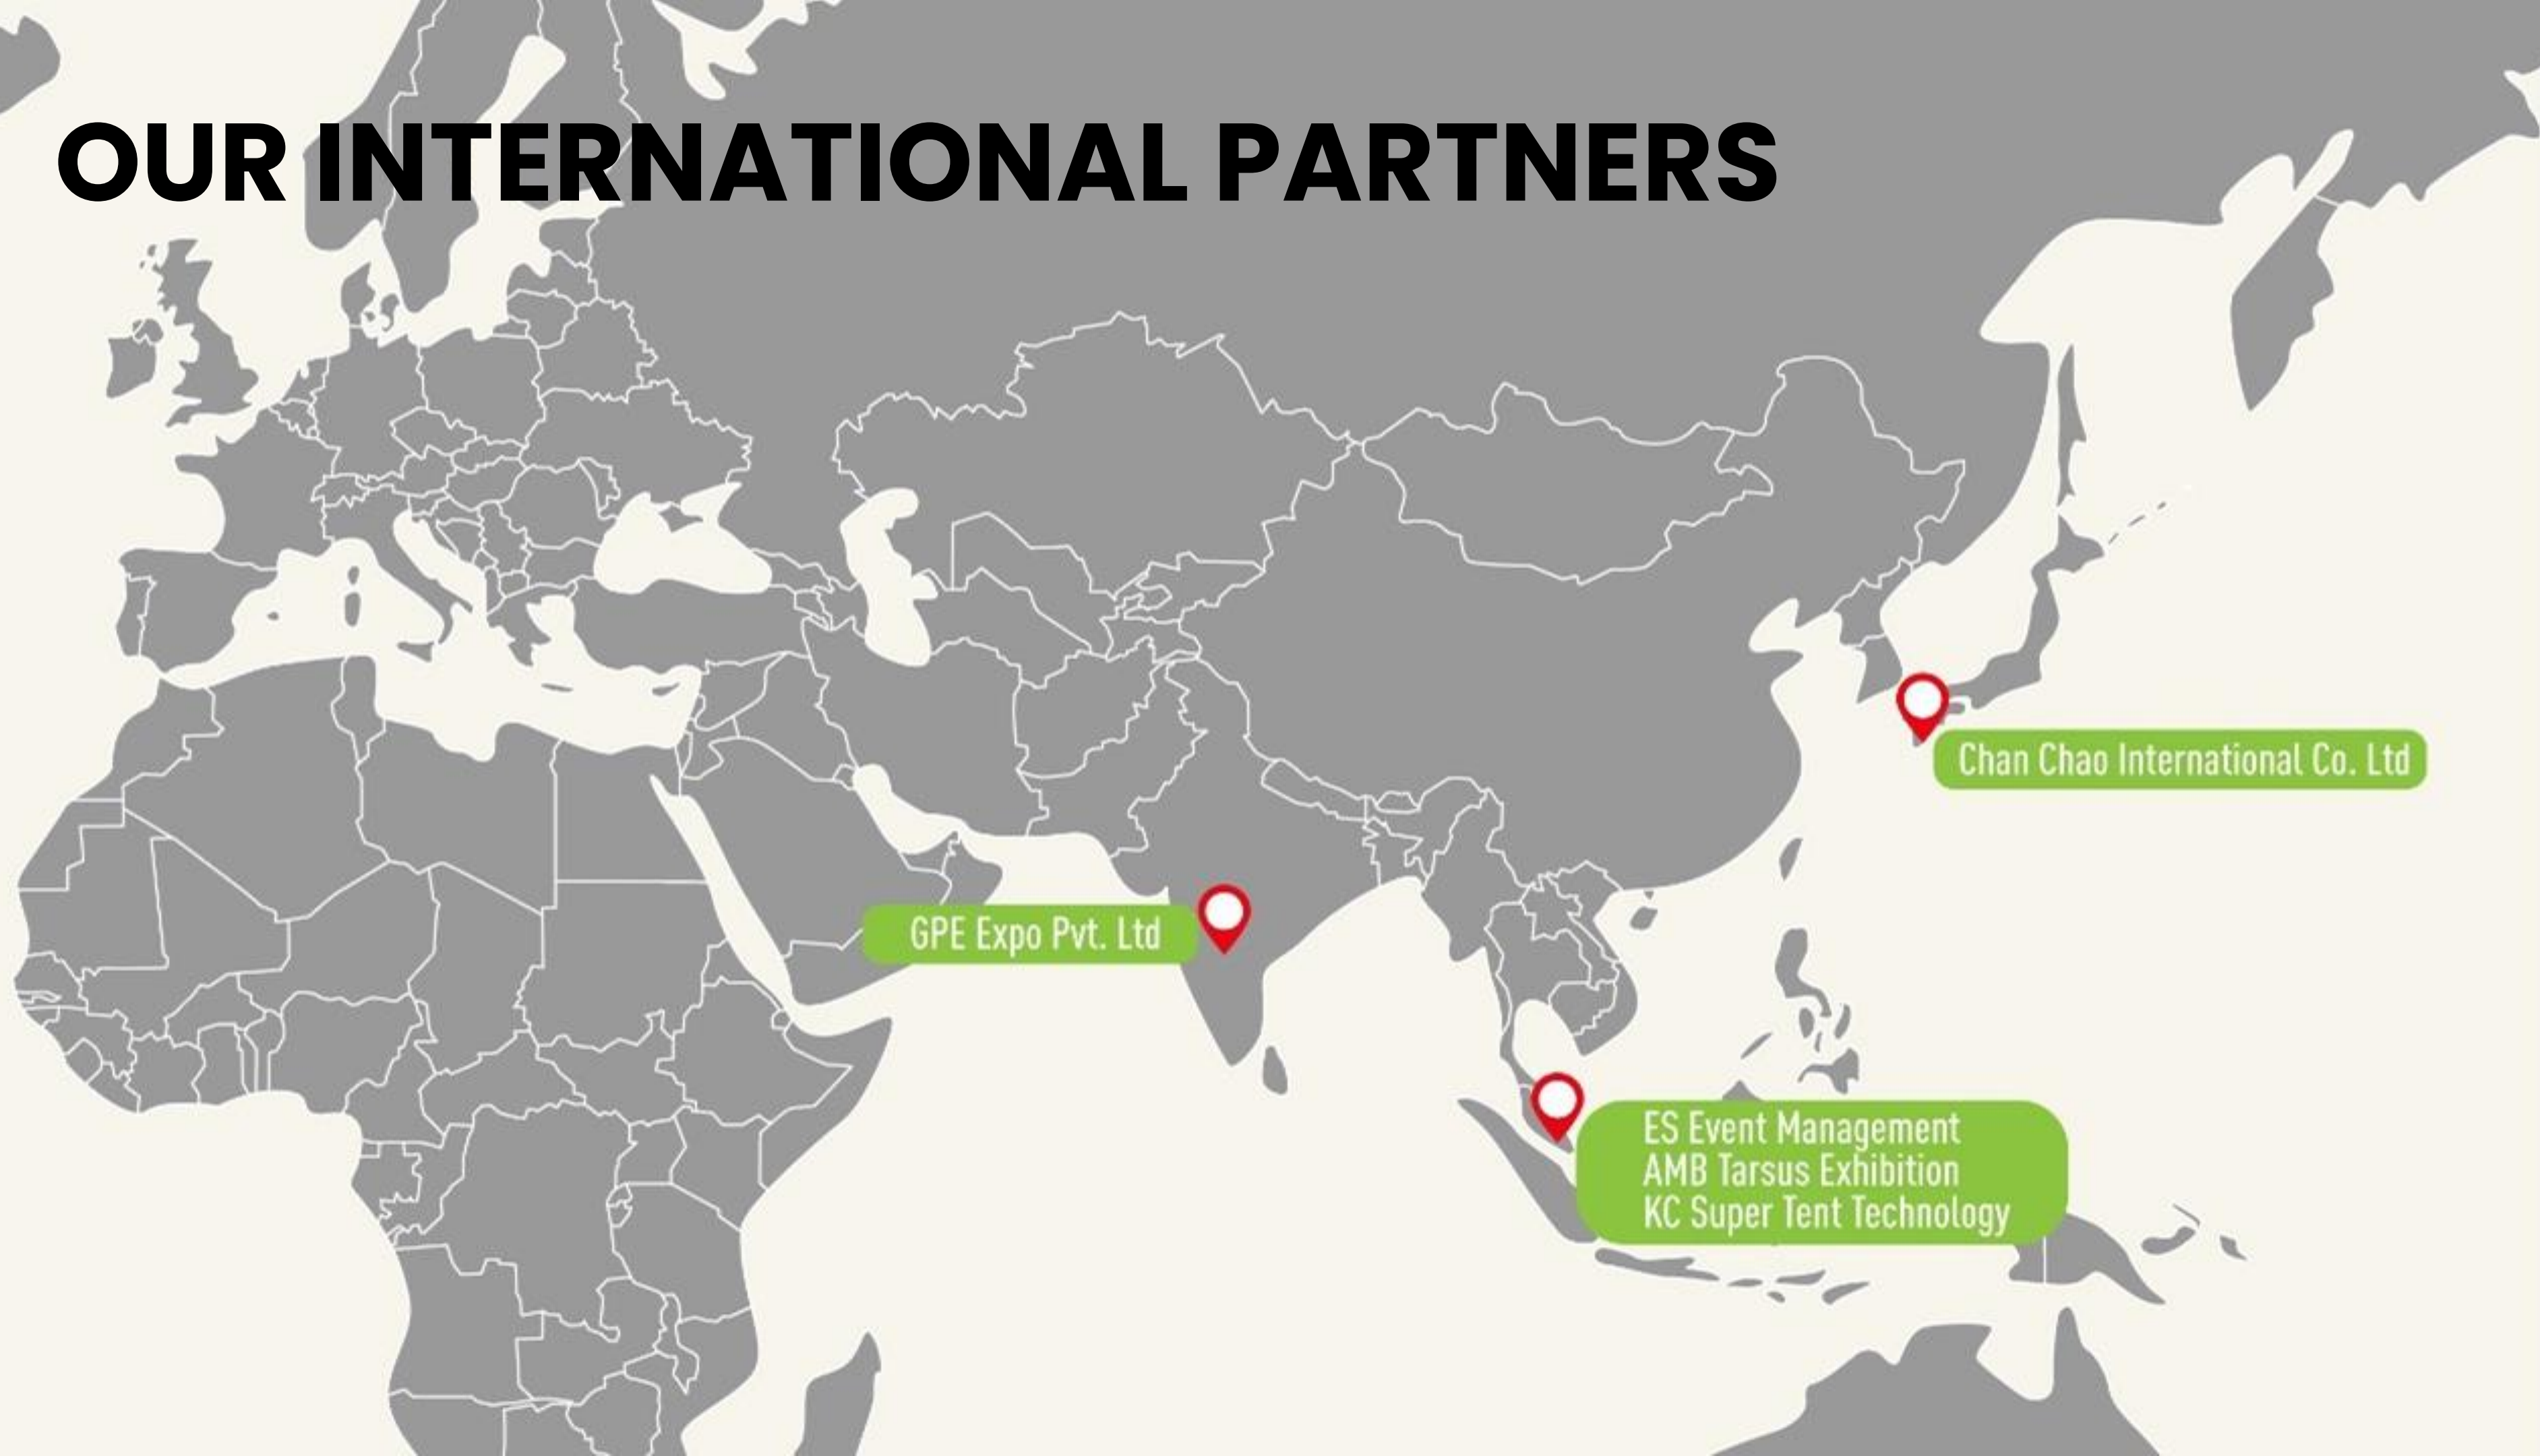 OUR INTERNATIONAL PARTNERS
Chan Chao International Co. Ltd
GPE Expo Pvt. Ltd
ES Event Management
AMB Tarsus Exhibition
KC Super Tent Technology